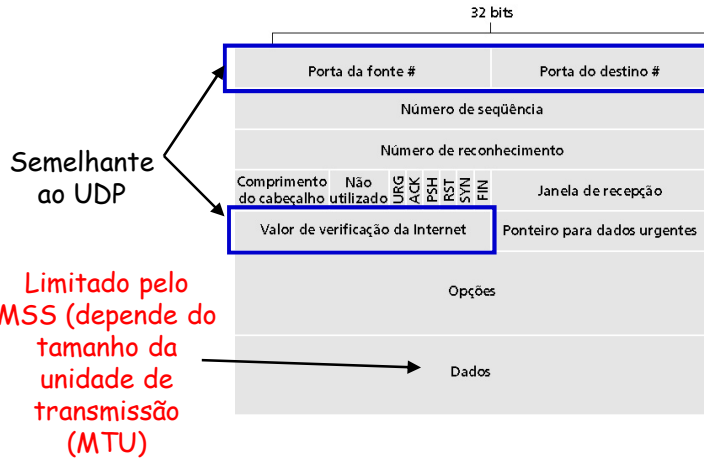 32 bits
Porta da fonte #
Porta do destino #
Número de seqüência
Número de reconhecimento
Semelhante
ao UDP
Comprimento
do cabeçalho
Não
utilizado
URG
ACK
PSH
RST
SYN
FIN
Janela de recepção
Valor de verificação da Internet
Ponteiro para dados urgentes
Limitado pelo
MSS (depende do
tamanho da
unidade de
transmissão
(MTU)
Opções
Dados